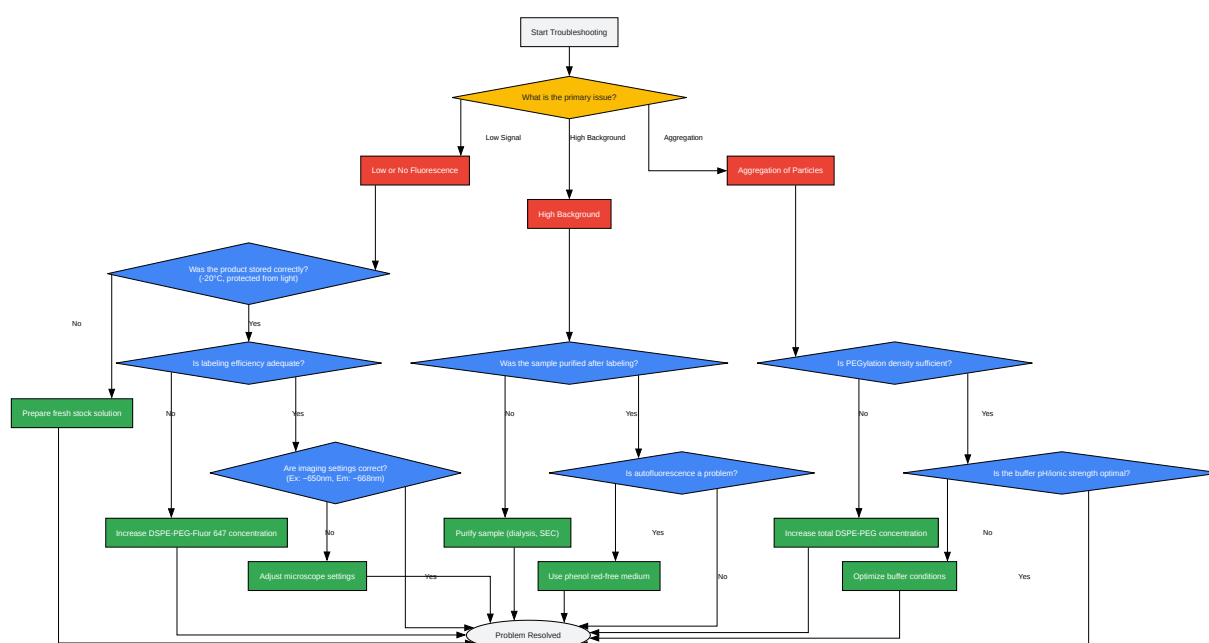 Start Troubleshooting
What is the primary issue?
Low Signal
High Background
Aggregation
Low or No Fluorescence
Aggregation of Particles
High Background
Was the product stored correctly?
(-20°C, protected from light)
No
Yes
Is labeling efficiency adequate?
Was the sample purified after labeling?
Is PEGylation density sufficient?
Prepare fresh stock solution
No
Yes
No
Yes
No
Yes
Are imaging settings correct?
(Ex: ~650nm, Em: ~668nm)
Is autofluorescence a problem?
Is the buffer pH/ionic strength optimal?
Increase DSPE-PEG-Fluor 647 concentration
No
Purify sample (dialysis, SEC)
Yes
Increase total DSPE-PEG concentration
No
Adjust microscope settings
Yes
Use phenol red-free medium
No
Optimize buffer conditions
Yes
Problem Resolved